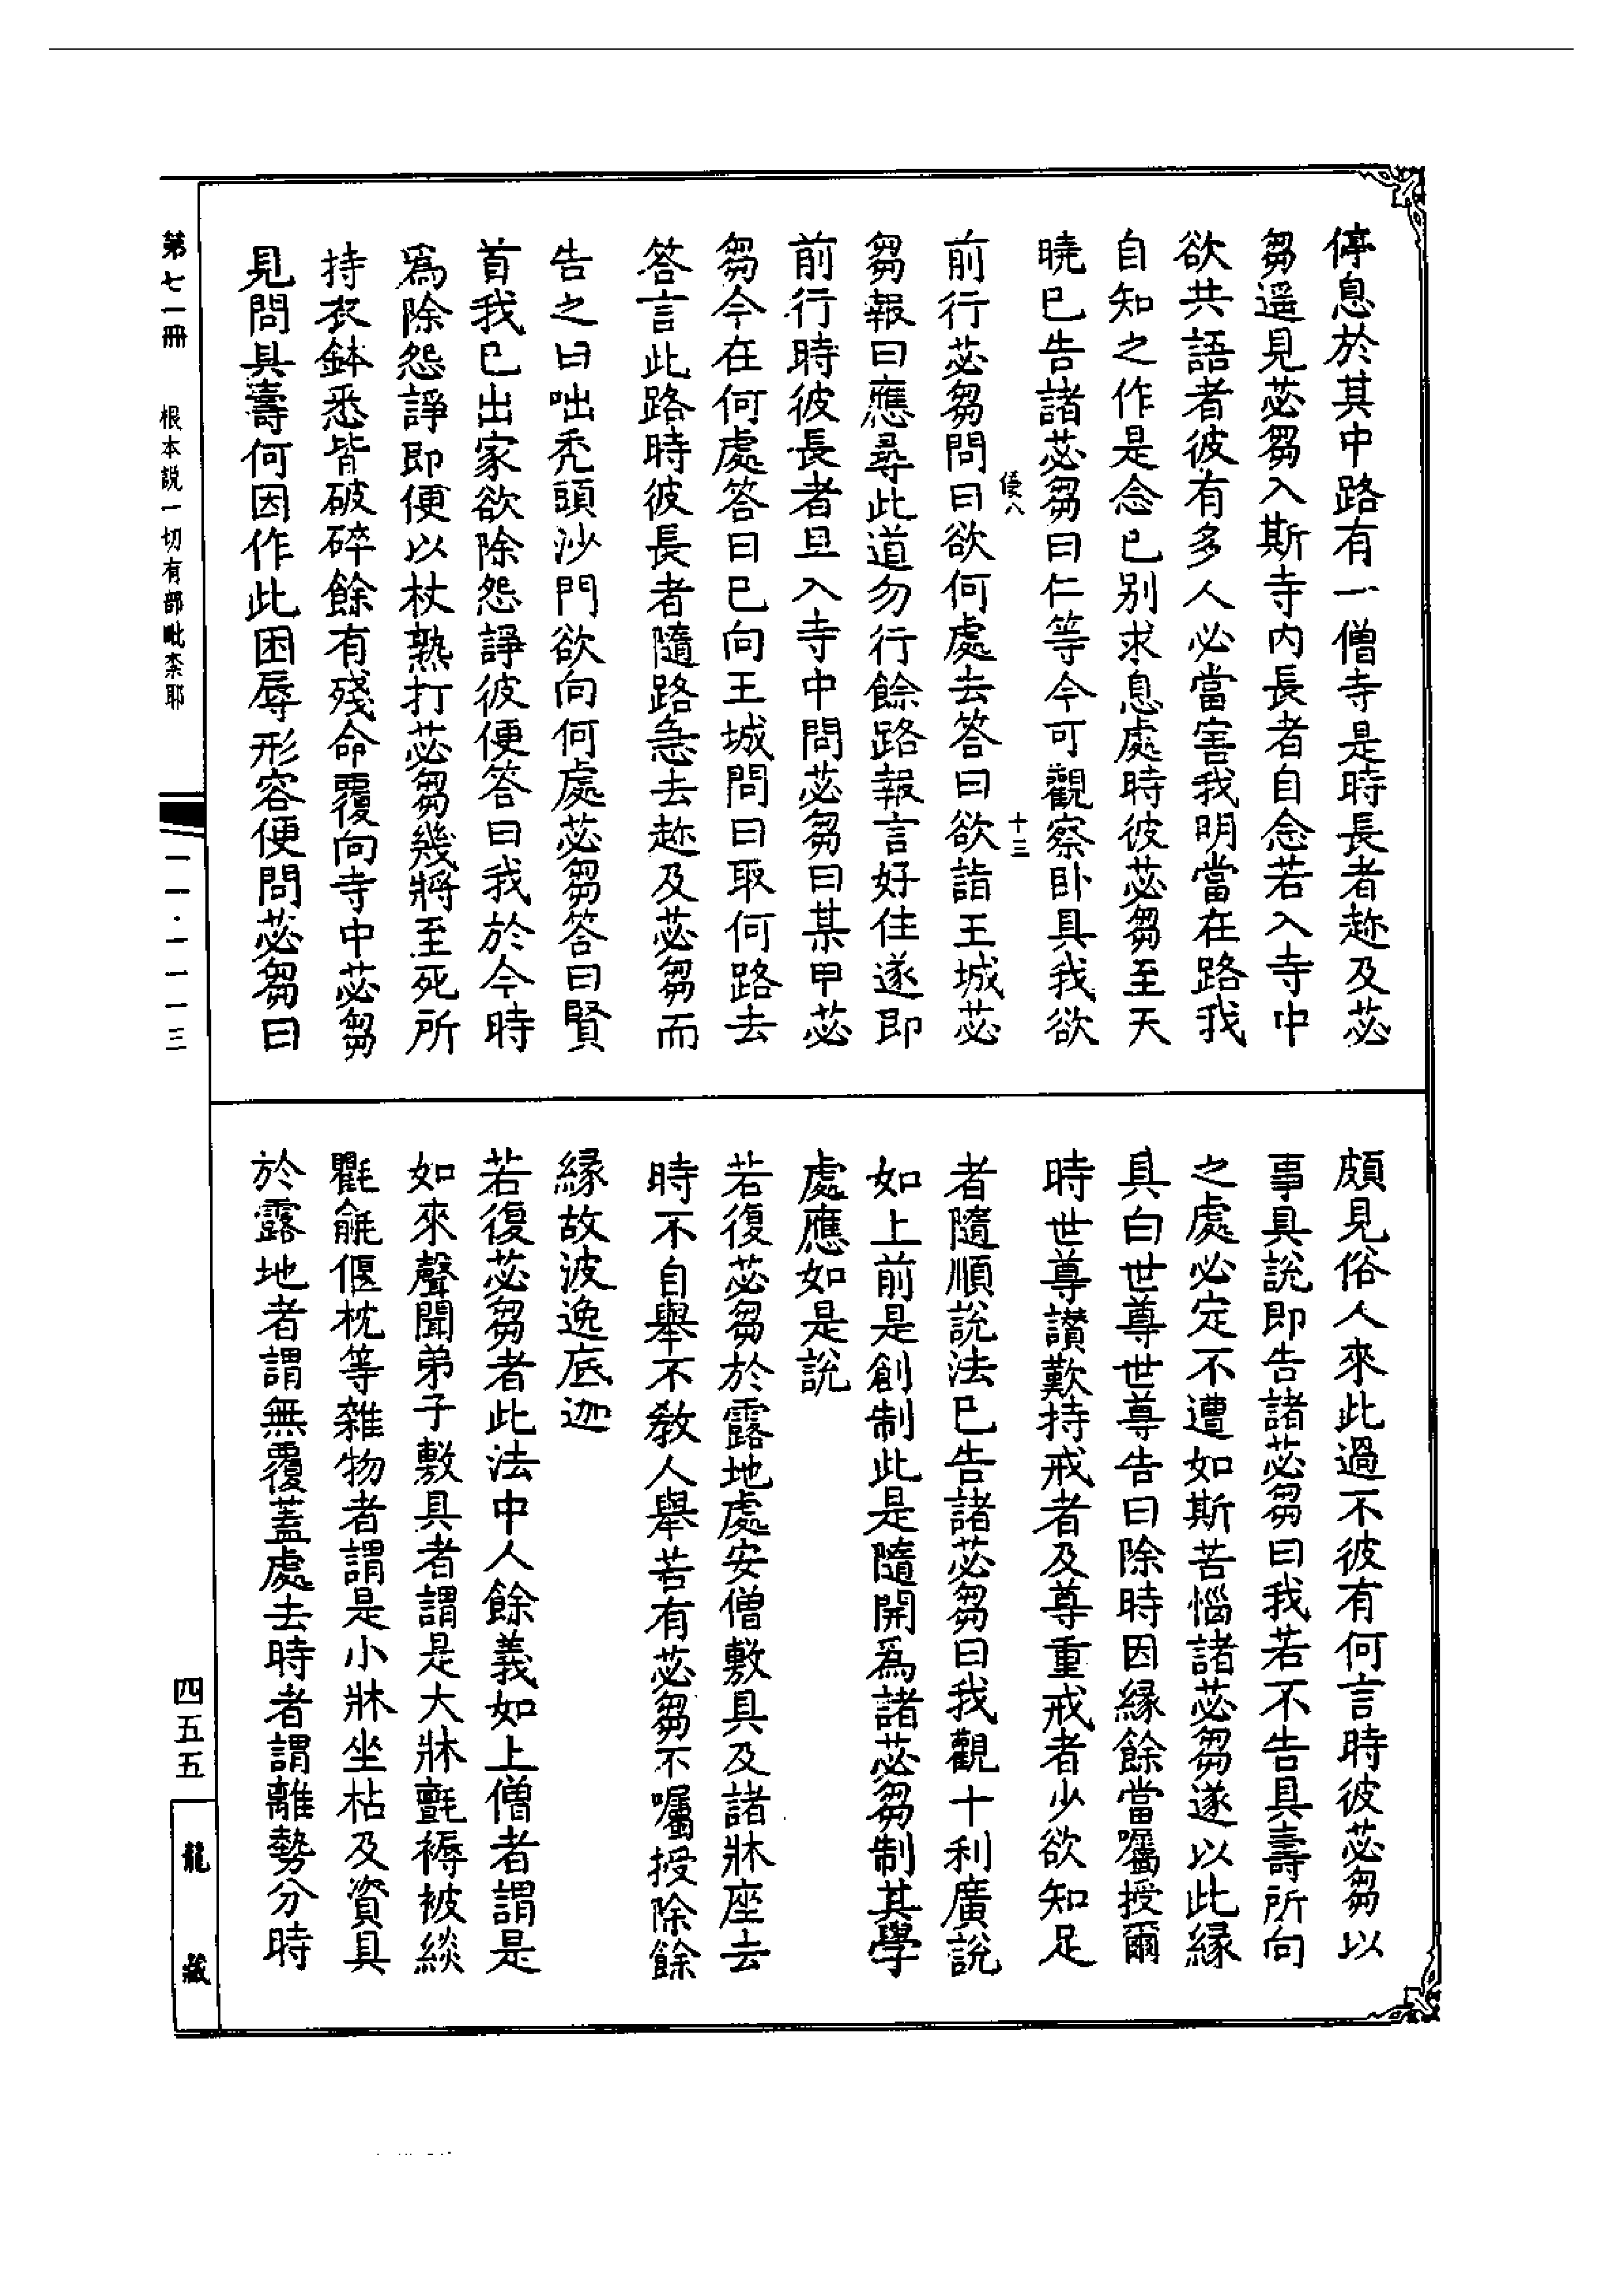 停息於其中路有一僧寺是時長者趂及苾
芻遥見苾芻入斯寺内長者自念若入寺中
欲共語者彼有多人必當害我明當在路我
自知之作是念已别求息處時彼苾芻至天
曉已告諸苾芻曰仁等今可觀察卧具我欲
十三
前行苾芻問曰欲何處去答曰欲詣王城苾
芻報曰應尋此道勿行餘路報言好住遂即
前行時彼長者旦入寺中問苾芻曰某甲苾
芻今在何處答曰已向王城問曰取何路去
答言此路時彼長者隨路急去趂及苾芻而
告之曰咄禿頭沙門欲向何處苾芻答曰賢
首我已出家欲除怨諍彼便答曰我於今時
爲除怨諍即便以杖熟打苾芻幾將至死所
持衣鉢悉皆破碎餘有殘命覆向寺中苾芻
見問具壽何因作此困辱形容便問苾芻曰
頗見俗人來此過不彼有何言時彼苾芻以
事具説即告諸苾芻曰我若不告具壽所向
之處必定不遭如斯苦惱諸苾芻遂以此縁
具白世尊世尊告曰除時因縁餘當囑授爾
時世尊讃歎持戒者及尊重戒者少欲知足
者隨順説法已告諸苾芻曰我觀十利廣説
如上前是創制此是隨開爲諸苾芻制其學
處應如是説
若復苾芻於露地處安僧敷具及諸牀座去
時不自舉不教人舉若有苾芻不囑授除餘
縁故波逸底迦
若復苾芻者此法中人餘義如上僧者謂是
如來聲聞弟子敷具者謂是大牀氈褥被緂
氍毹偃枕等雜物者謂是小牀坐枯及資具
於露地者謂無覆蓋處去時者謂離勢分時
第七一冊
根本説一切有部毗奈耶
一一·一一一三
四五五
龍藏